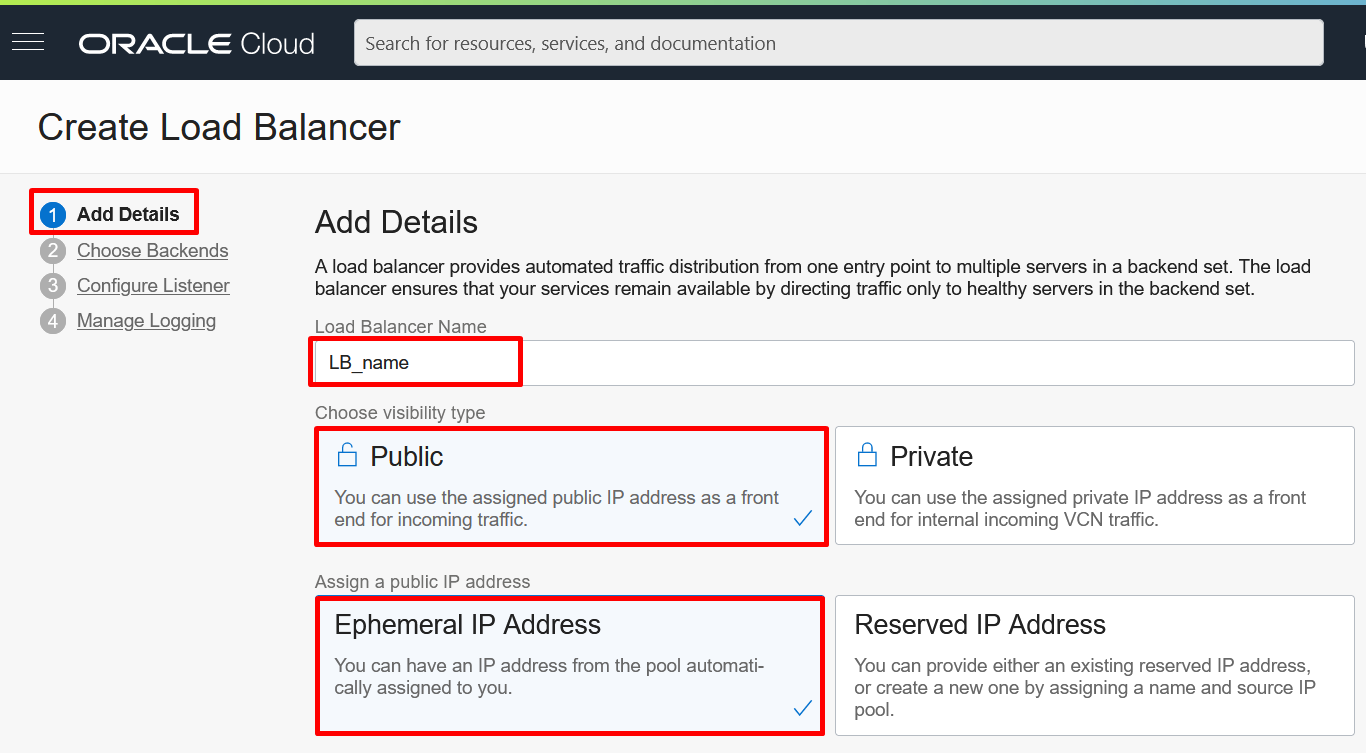 ORACLE Cloud
Search for resources, services, and documentation
Create Load Balancer
1 Add Details
2 Choose Backends
3 Configure Listener
4 Manage Logging
Add Details
A load balancer provides automated traffic distribution from one entry point to multiple servers in a backend set. The load
balancer ensures that your services remain available by directing traffic only to healthy servers in the backend set.
Load Balancer Name
LB_name
Choose visibility type
Public
You can use the assigned public IP address as a front
end for incoming traffic.
Private
You can use the assigned private IP address as a front
end for internal incoming VCN traffic.
Assign a public IP address
Ephemeral IP Address
You can have an IP address from the pool automati-
cally assigned to you.
Reserved IP Address
You can provide either an existing reserved IP address,
or create a new one by assigning a name and source IP
pool.